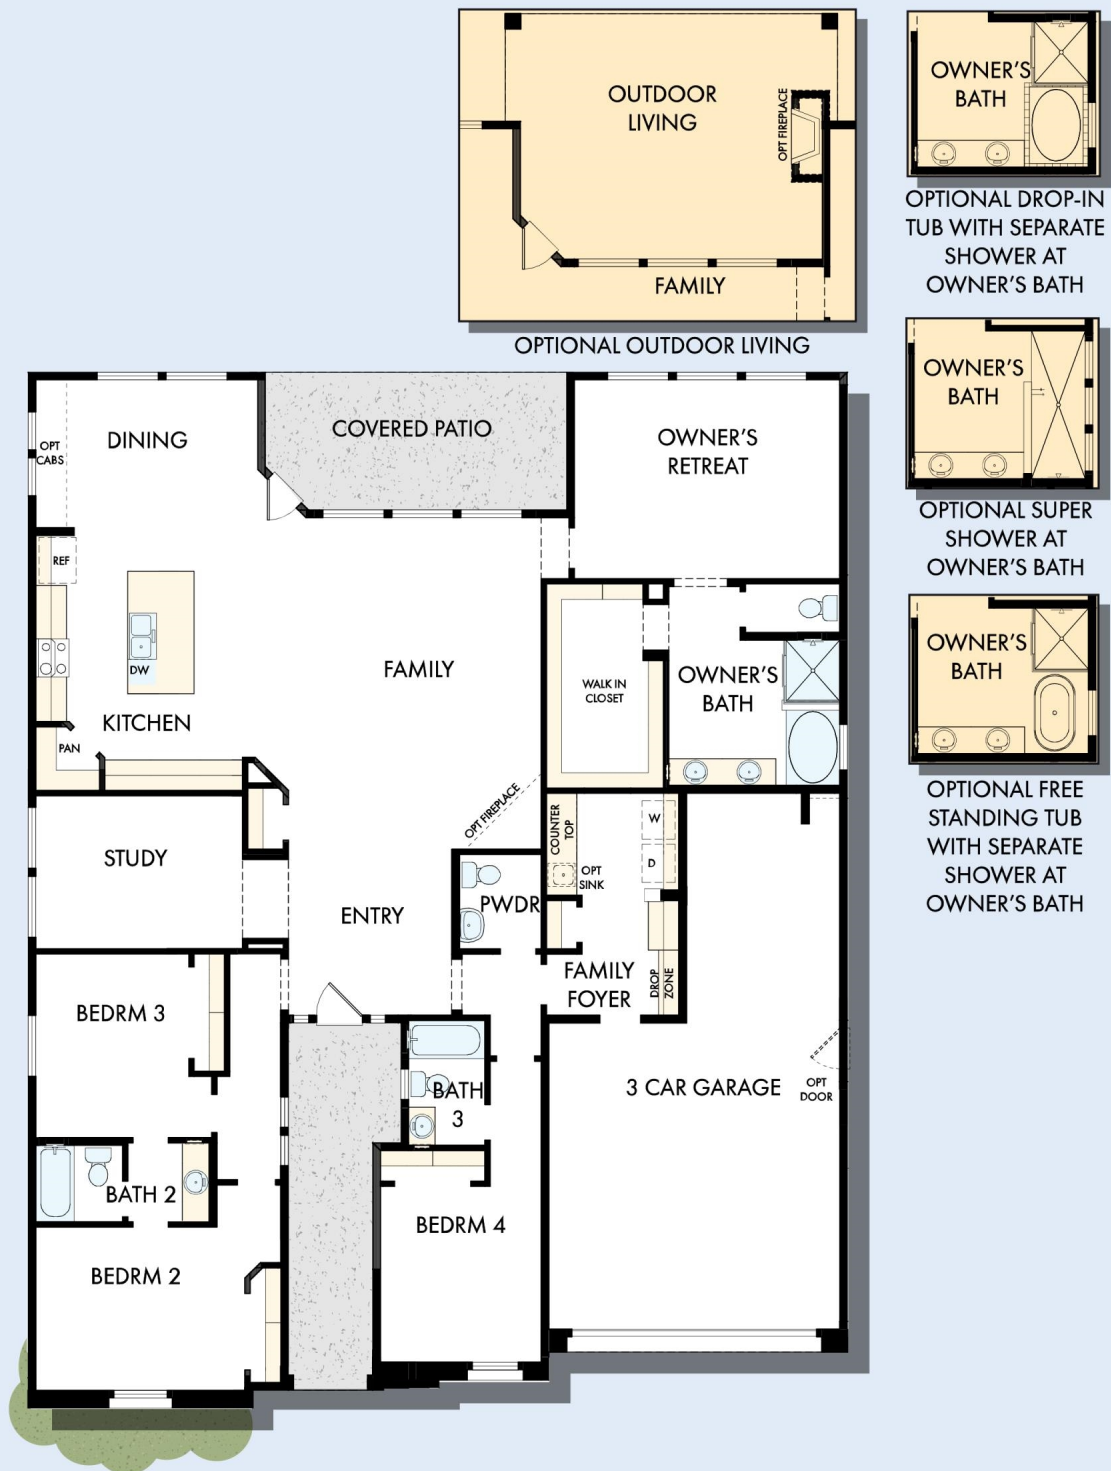 OUTDOOR
LIVING
OPT FIREPLACE
FAMILY
OPTIONAL OUTDOOR LIVING
OWNER'S
BATH
OPTIONAL DROP-IN
TUB WITH SEPARATE
SHOWER AT
OWNER'S BATH
OWNER'S
BATH
OPTIONAL SUPER
SHOWER AT
OWNER'S BATH
OWNER'S
BATH
OPTIONAL FREE
STANDING TUB
WITH SEPARATE
SHOWER AT
OWNER'S BATH
DINING
OPT
CABS
COVERED PATIO
OWNER'S
RETREAT
REF
DW
FAMILY
KITCHEN
PAN
WALK IN
CLOSET
OWNER'S
BATH
OPT FIREPLACE
COUNTER
TOP
W
D
OPT
SINK
STUDY
ENTRY
PWDR
FAMILY
FOYER
DROP
ZONE
BEDRM 3
BATH
3
3 CAR GARAGE
OPT
DOOR
BATH 2
BEDRM 4
BEDRM 2